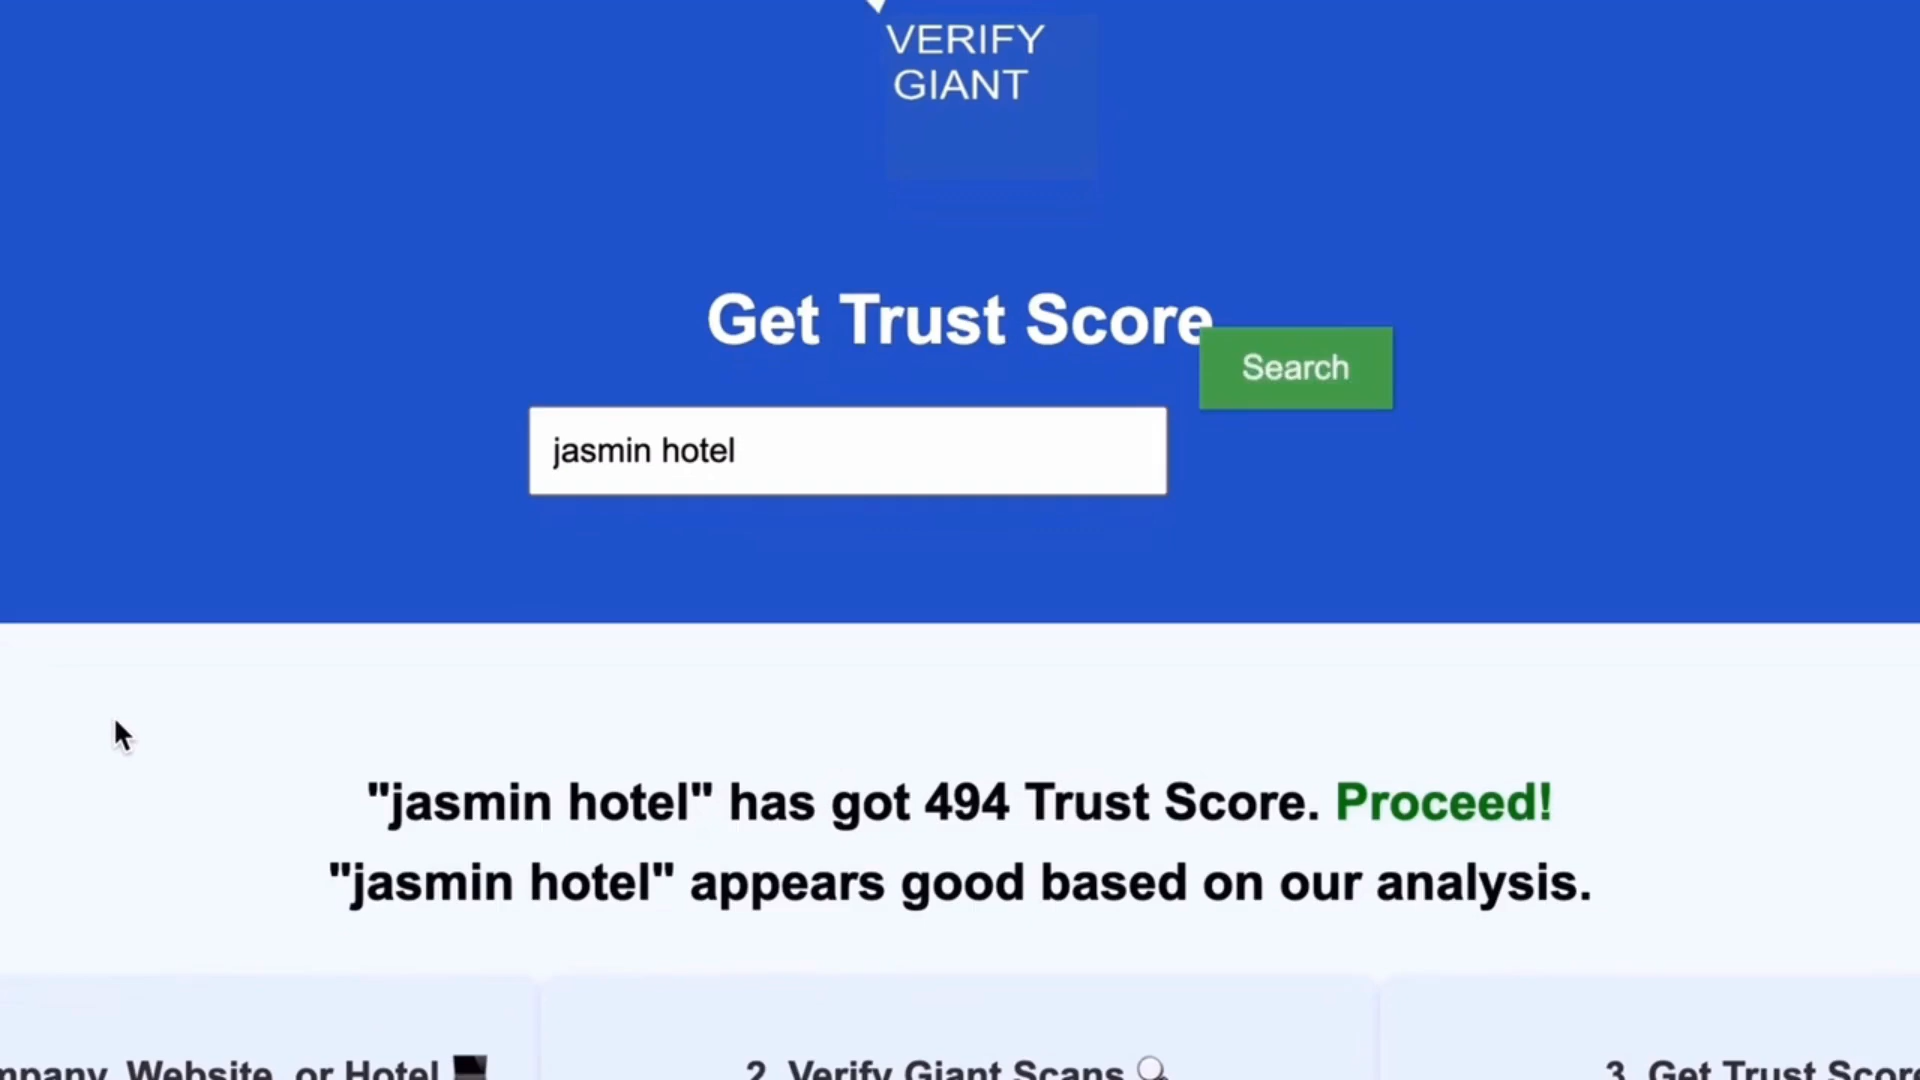 VERIFY
GIANT
Get Trust Score
Search
jasmin hotel
"jasmin hotel" has got 494 Trust Score. Proceed!
"jasmin hotel" appears good based on our analysis.
Website, or Hotel
2. Verify Giant Scans
3. Get Trust Score